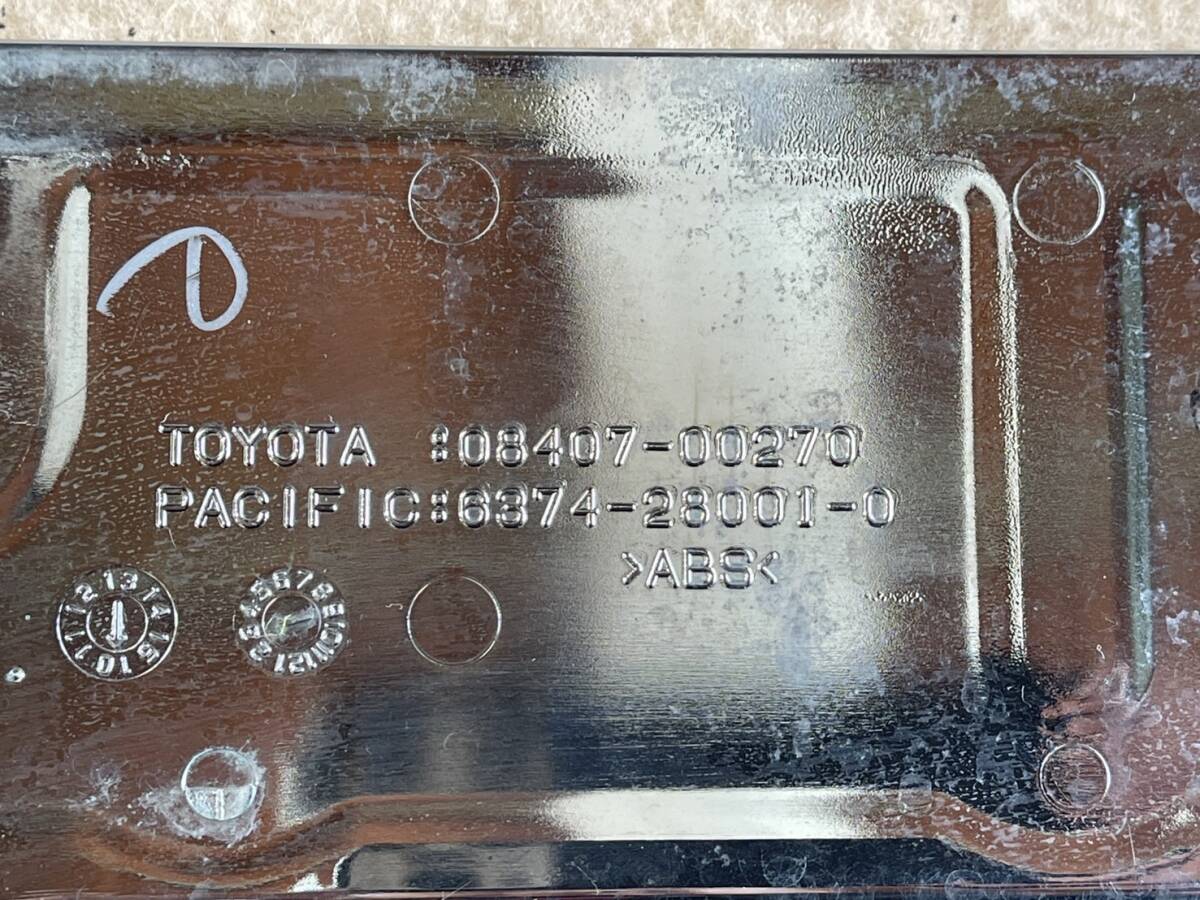 TOYOTA :08407-00270
PACIFIC:6374-28001-0
>ABS<